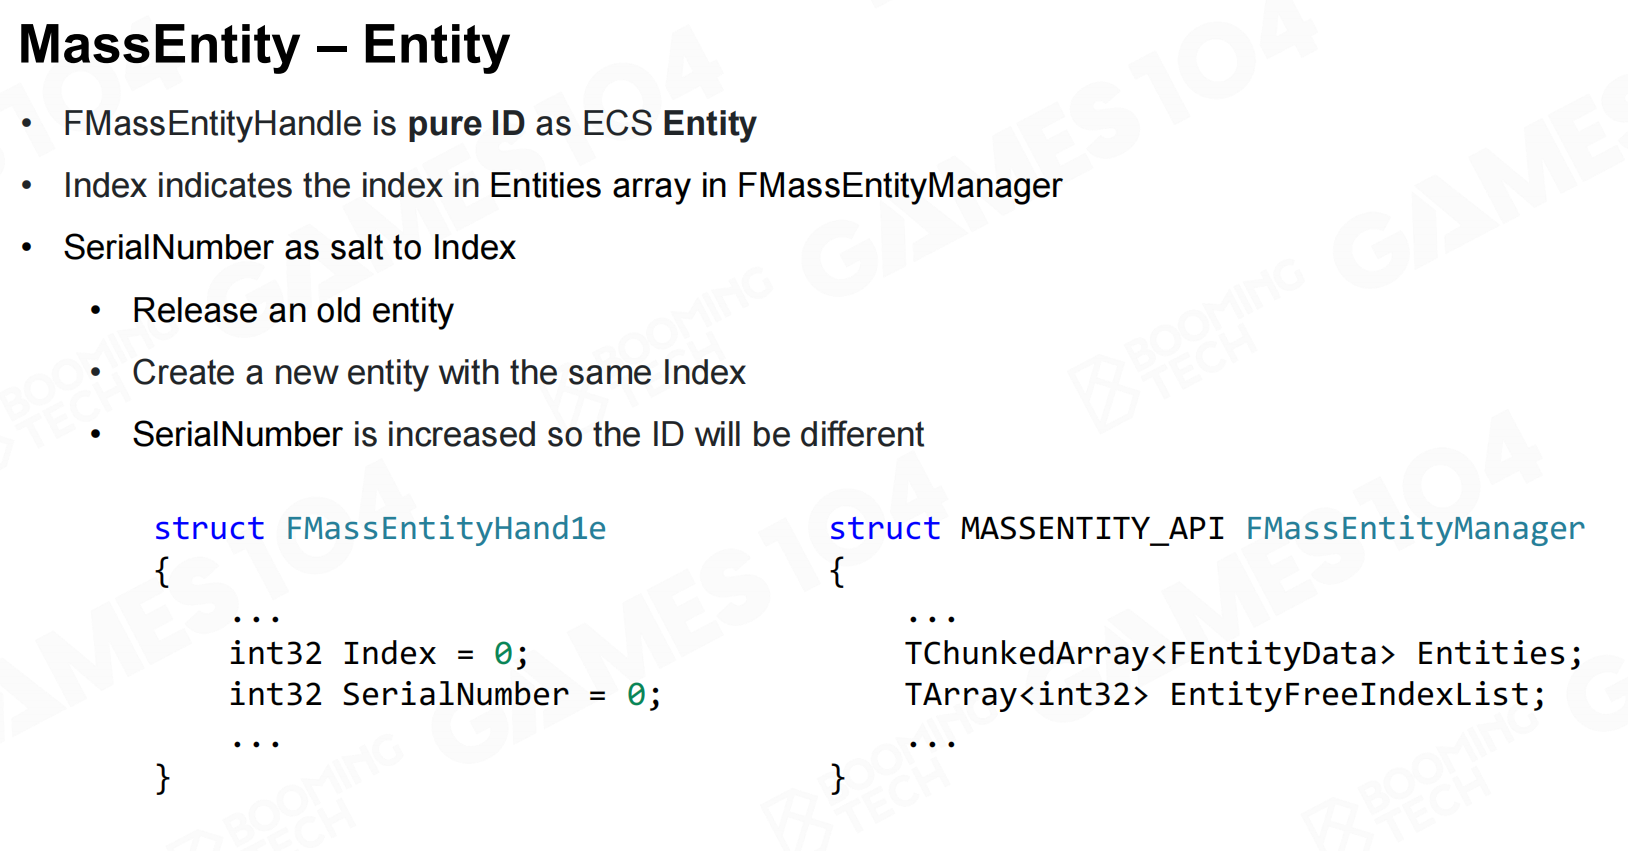 MassEntity – Entity
• FMassEntityHandle is pure ID as ECS Entity
• Index indicates the index in Entities array in FMassEntityManager
• SerialNumber as salt to Index
• Release an old entity
• Create a new entity with the same Index
• SerialNumber is increased so the ID will be different
struct FMassEntityHand1e
{
...
int32 Index = 0;
int32 SerialNumber = 0;
...
}
struct MASSENTITY_API FMassEntityManager
{
...
TChunkedArray<FEntityData> Entities;
TArray<int32> EntityFreeIndexList;
...
}
GAMES104
BOOMING
TECH